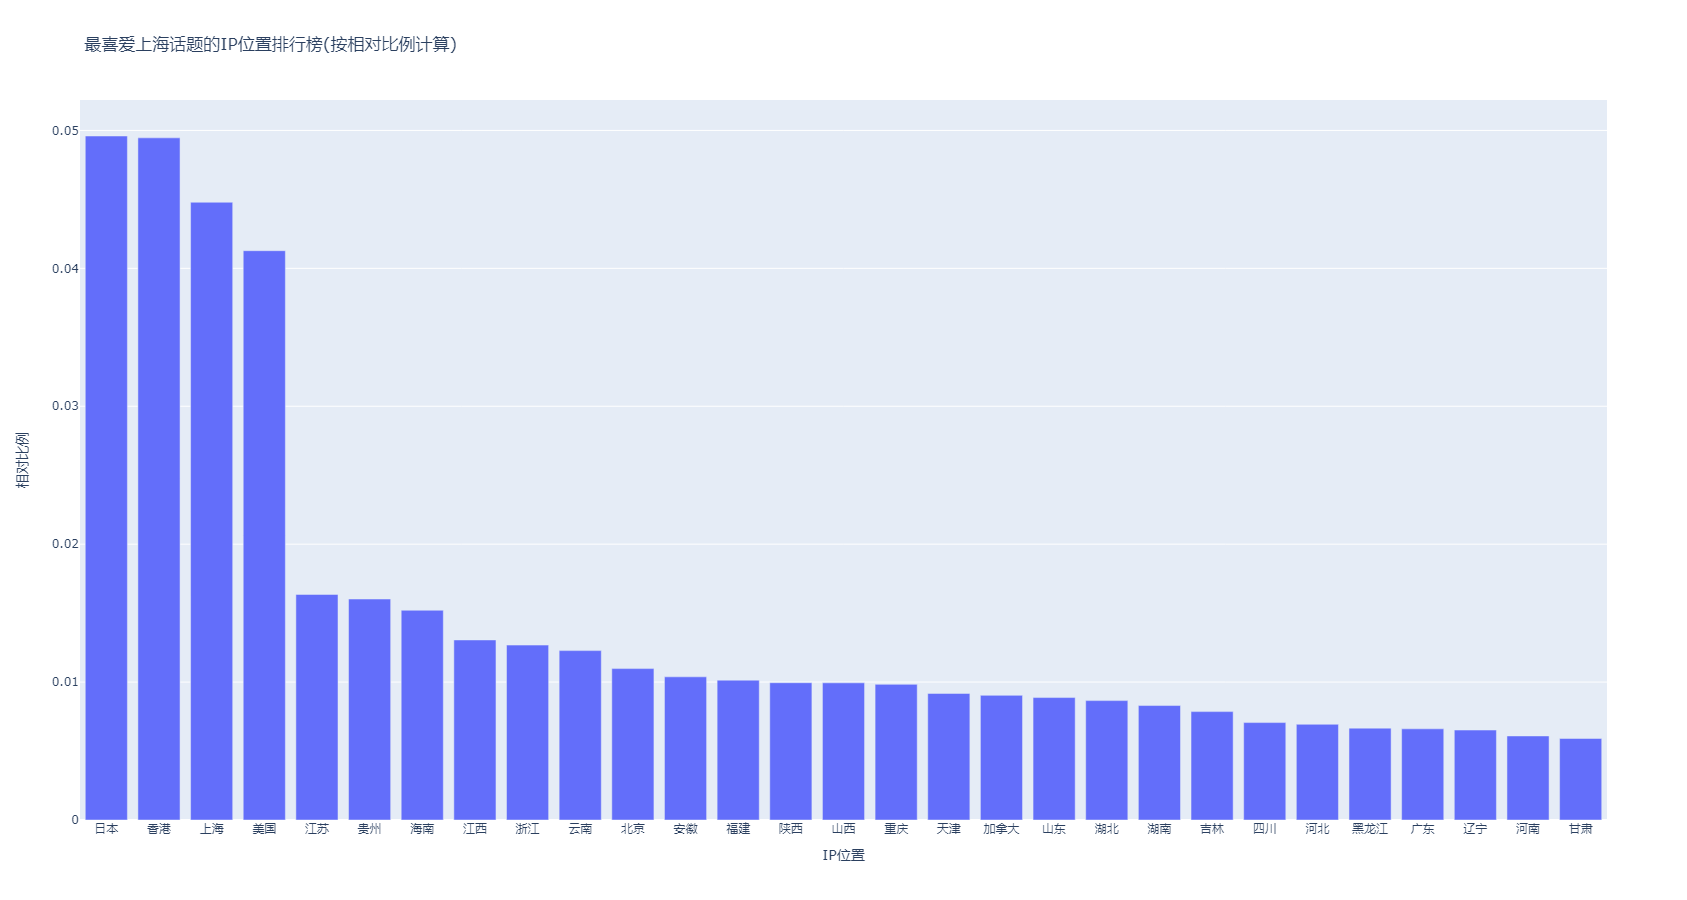 最喜爱上海话题的IP位置排行榜(按相对比例计算)
0.05
0.04
0.03
0.02
0.01
0
相对比例
日本 香港 上海 美国 江苏 贵州 海南 江西 浙江 云南 北京 安徽 福建 陕西 山西 重庆 天津 加拿大 山东 湖北 湖南 吉林 四川 河北 黑龙江 广东 辽宁 河南 甘肃
IP位置